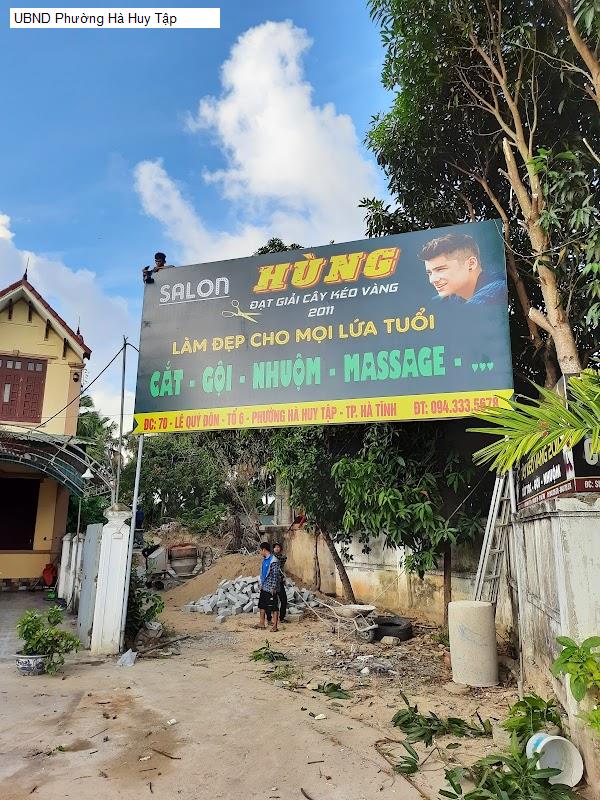 UBND Phường Hà Huy Tập
SALON HÙNG
ĐẠT GIẢI CÂY KÉO VÀNG
2011
LÀM ĐẸP CHO MỌI LỨA TUỔI
CẮT - GỘI - NHUỘM - MASSAGE - ...
ĐC: 70 - LÊ QUÝ ĐÔN - TỔ 6 - PHƯỜNG HÀ HUY TẬP - TP. HÀ TĨNH ĐT: 094.333.5678